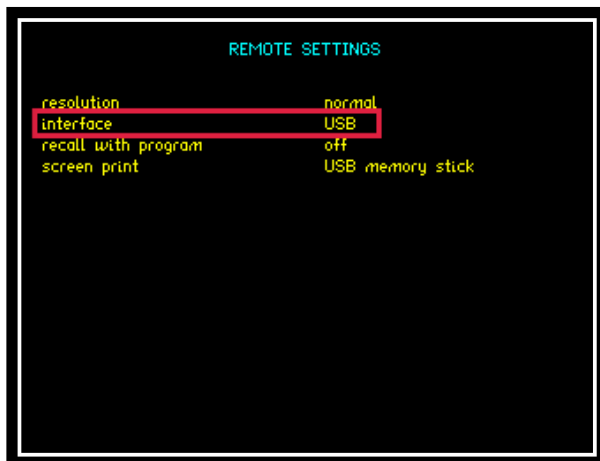 REMOTE SETTINGS
resolution normal
interface USB
recall with program off
screen print USB memory stick